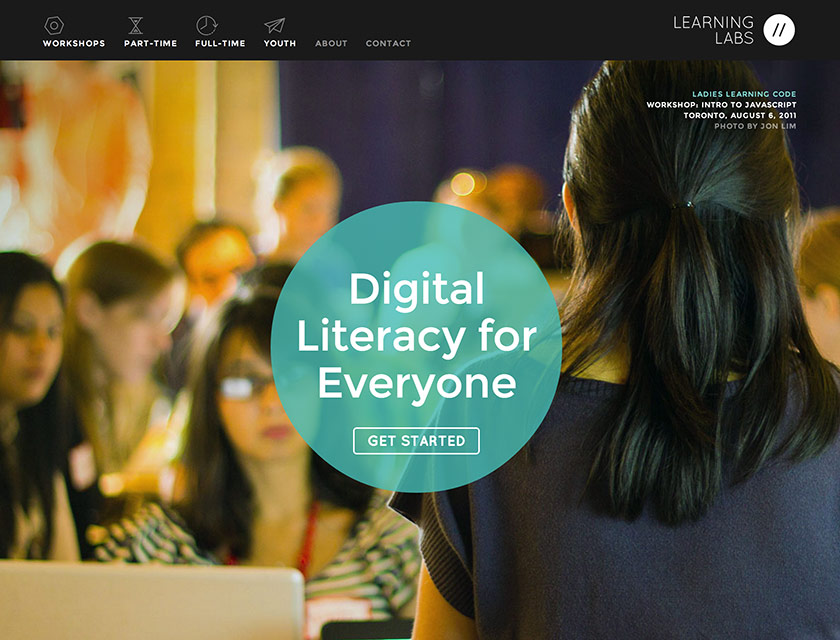 WORKSHOPS PART-TIME FULL-TIME YOUTH ABOUT CONTACT
LEARNING
LABS
//
LADIES LEARNING CODE
WORKSHOP: INTRO TO JAVASCRIPT
TORONTO, AUGUST 6, 2011
PHOTO BY JON LIM
Digital
Literacy for
Everyone
GET STARTED